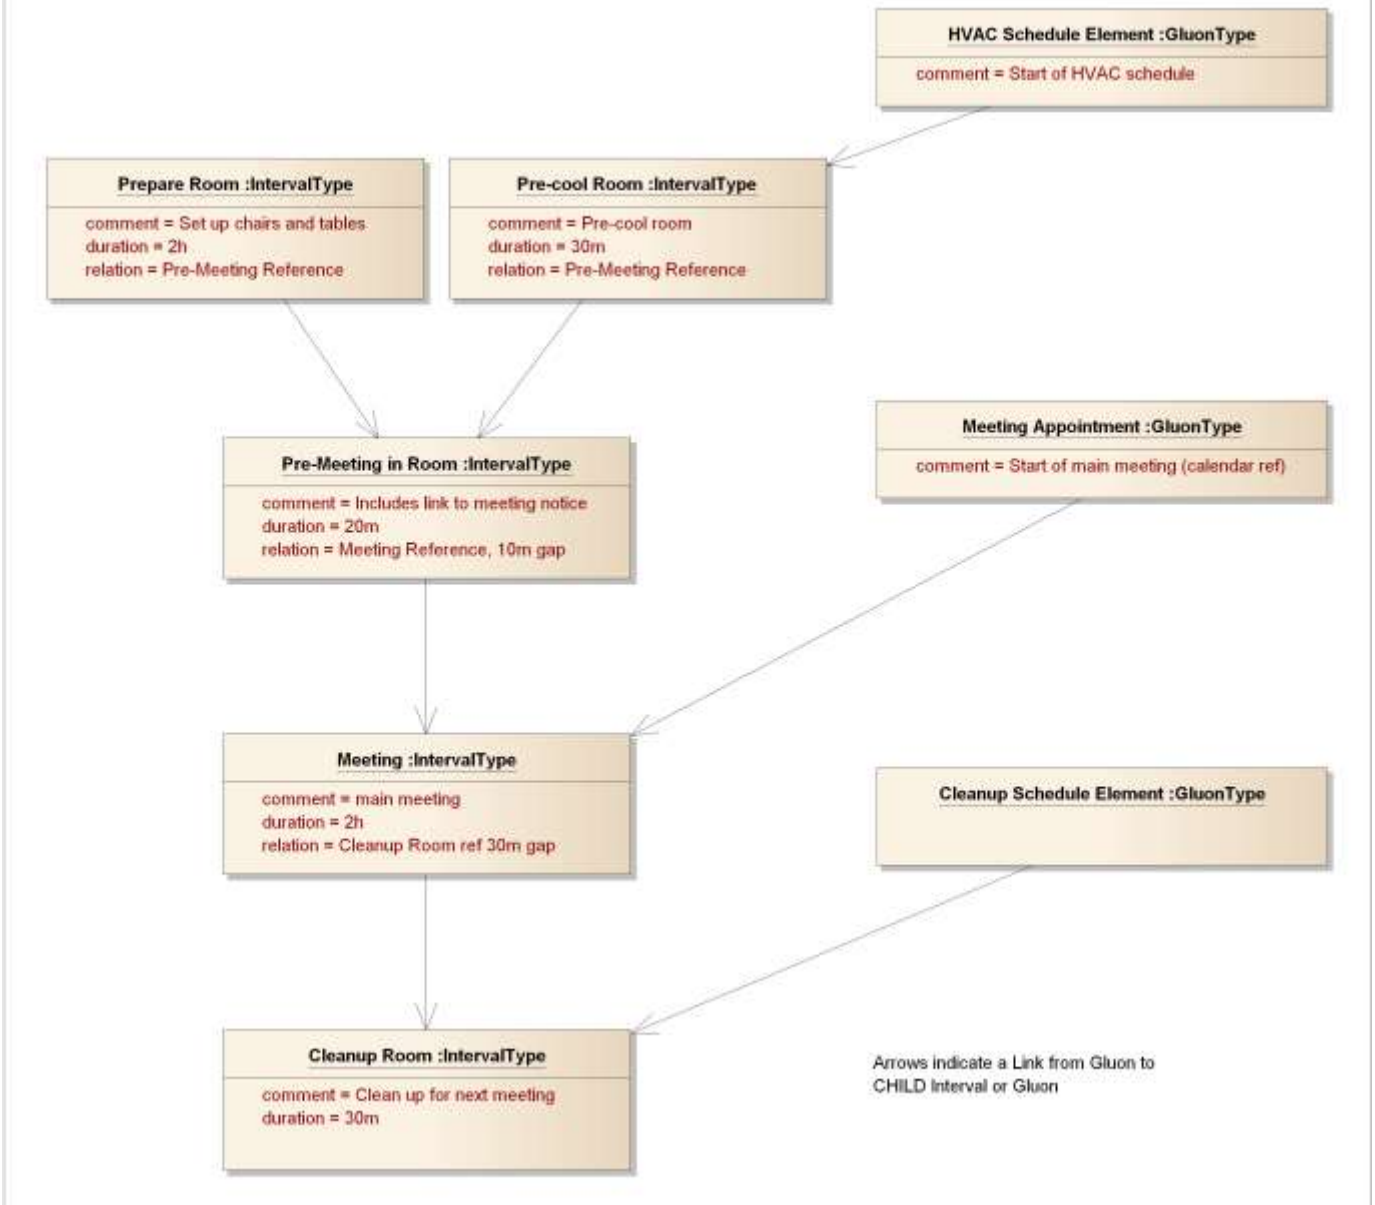 HVAC Schedule Element :GluonType
comment = Start of HVAC schedule
Prepare Room :IntervalType
comment = Set up chairs and tables
duration = 2h
relation = Pre-Meeting Reference
Pre-cool Room :IntervalType
comment = Pre-cool room
duration = 30m
relation = Pre-Meeting Reference
Pre-Meeting in Room :IntervalType
comment = Includes link to meeting notice
duration = 20m
relation = Meeting Reference, 10m gap
Meeting Appointment :GluonType
comment = Start of main meeting (calendar ref)
Meeting :IntervalType
comment = main meeting
duration = 2h
relation = Cleanup Room ref 30m gap
Cleanup Schedule Element :GluonType
Cleanup Room :IntervalType
comment = Clean up for next meeting
duration = 30m
Arrows indicate a Link from Gluon to
CHILD Interval or Gluon